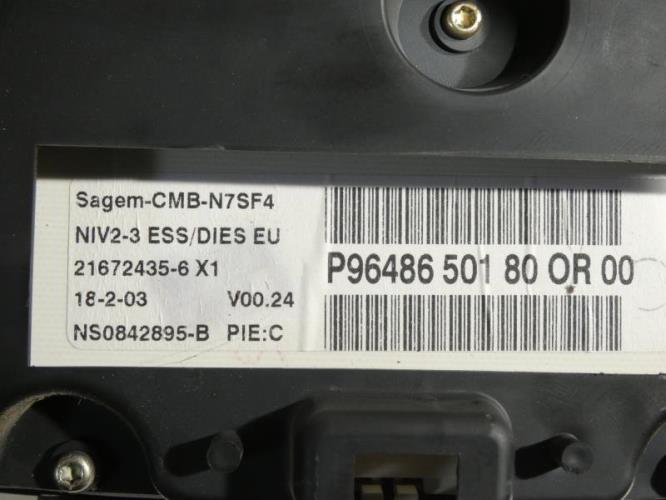 Sagem-CMB-N7SF4
NIV2-3 ESS/DIES EU
21672435-6 X1
18-2-03 V00.24
NS0842895-B PIE:C
P96486 501 80 OR 00